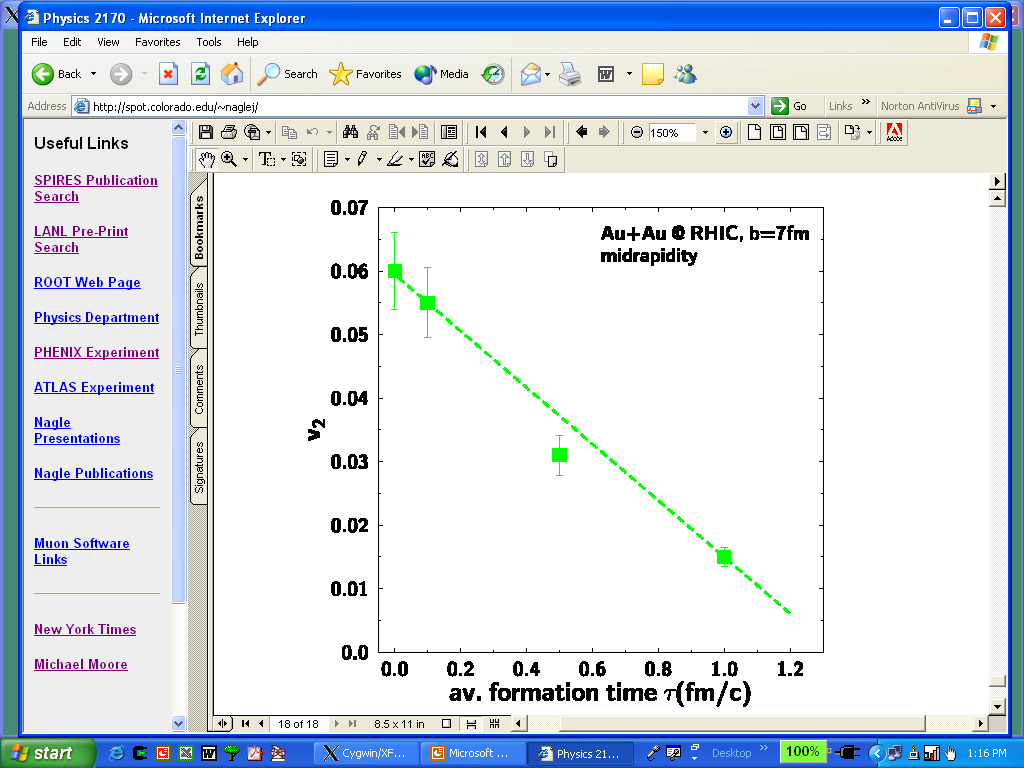 Physics 2170 - Microsoft Internet Explorer
File Edit View Favorites Tools Help
Back Search Favorites Media
Address http://spot.colorado.edu/~naglej/ Go Links » Norton AntiVirus
Useful Links
SPIRES Publication
Search
LANL Pre-Print
Search
ROOT Web Page
Physics Department
PHENIX Experiment
ATLAS Experiment
Nagle
Presentations
Nagle Publications
Muon Software
Links
New York Times
Michael Moore
150%
Adobe
Bookmarks
Thumbnails
Comments
Signatures
Au+Au @ RHIC, b=7fm
midrapidity
0.07
0.06
0.05
0.04
0.03
0.02
0.01
0.0
v2
0.0 0.2 0.4 0.6 0.8 1.0 1.2
av. formation time τ(fm/c)
18 of 18 8.5 x 11 in
start Cygwin/XF... Microsoft ... Physics 21... Desktop » 100% 1:16 PM